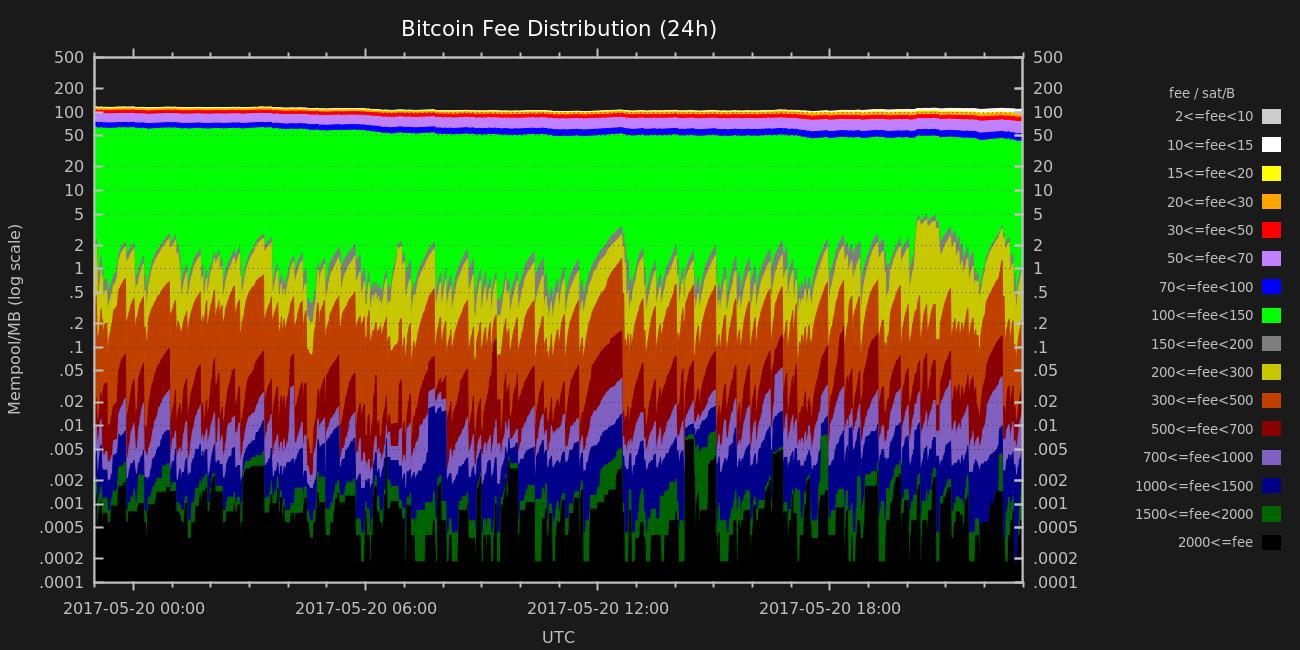 Bitcoin Fee Distribution (24h)
500 500
200 200
100 100
50 50
20 20
10 10
5 5
2 2
1 1
.5 .5
.2 .2
.1 .1
.05 .05
.02 .02
.01 .01
.005 .005
.002 .002
.001 .001
.0005 .0005
.0002 .0002
.0001 .0001
Mempool/MB (log scale)
2017-05-20 00:00 2017-05-20 06:00 2017-05-20 12:00 2017-05-20 18:00
UTC
fee / sat/B
2<=fee<10
10<=fee<15
15<=fee<20
20<=fee<30
30<=fee<50
50<=fee<70
70<=fee<100
100<=fee<150
150<=fee<200
200<=fee<300
300<=fee<500
500<=fee<700
700<=fee<1000
1000<=fee<1500
1500<=fee<2000
2000<=fee